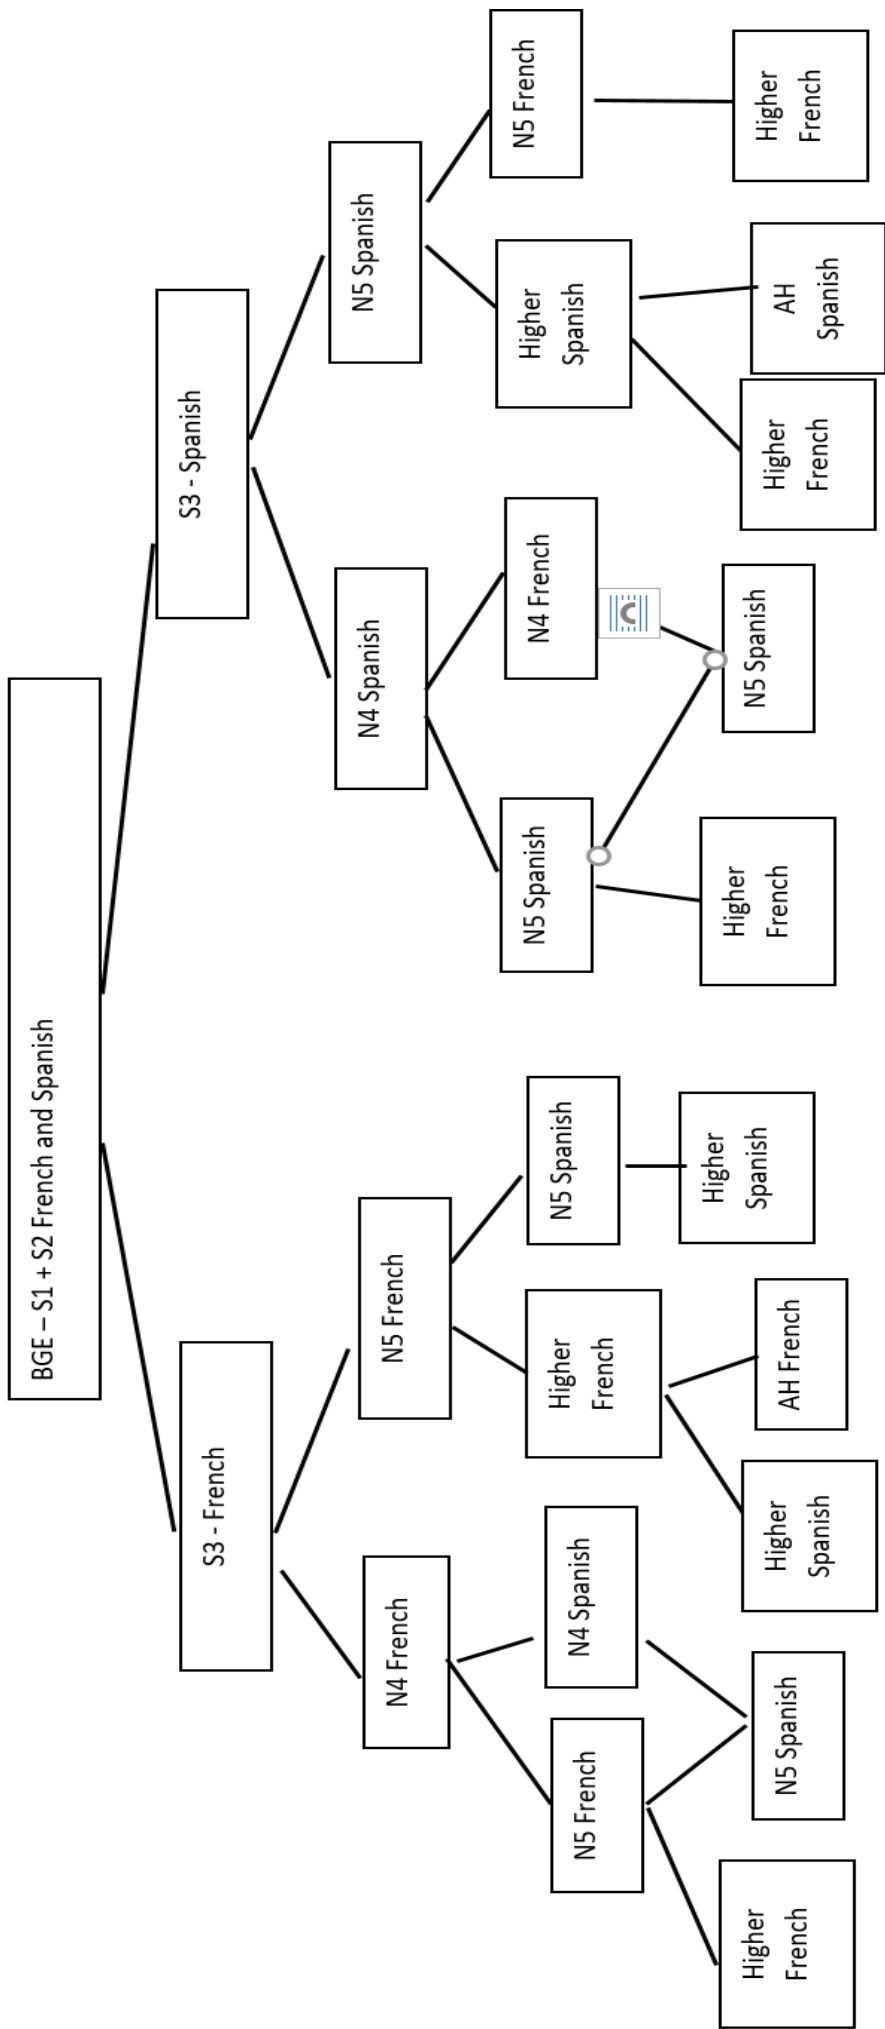 BGE – S1 + S2 French and Spanish
S3 - French
S3 - Spanish
N4 French
N5 French
N4 Spanish
N5 Spanish
N5 French
N4 Spanish
Higher
French
N5 Spanish
N5 Spanish
N4 French
Higher
Spanish
N5 French
Higher
French
N5 Spanish
Higher
Spanish
AH French
Higher
Spanish
Higher
French
N5 Spanish
Higher
French
AH
Spanish
Higher
French